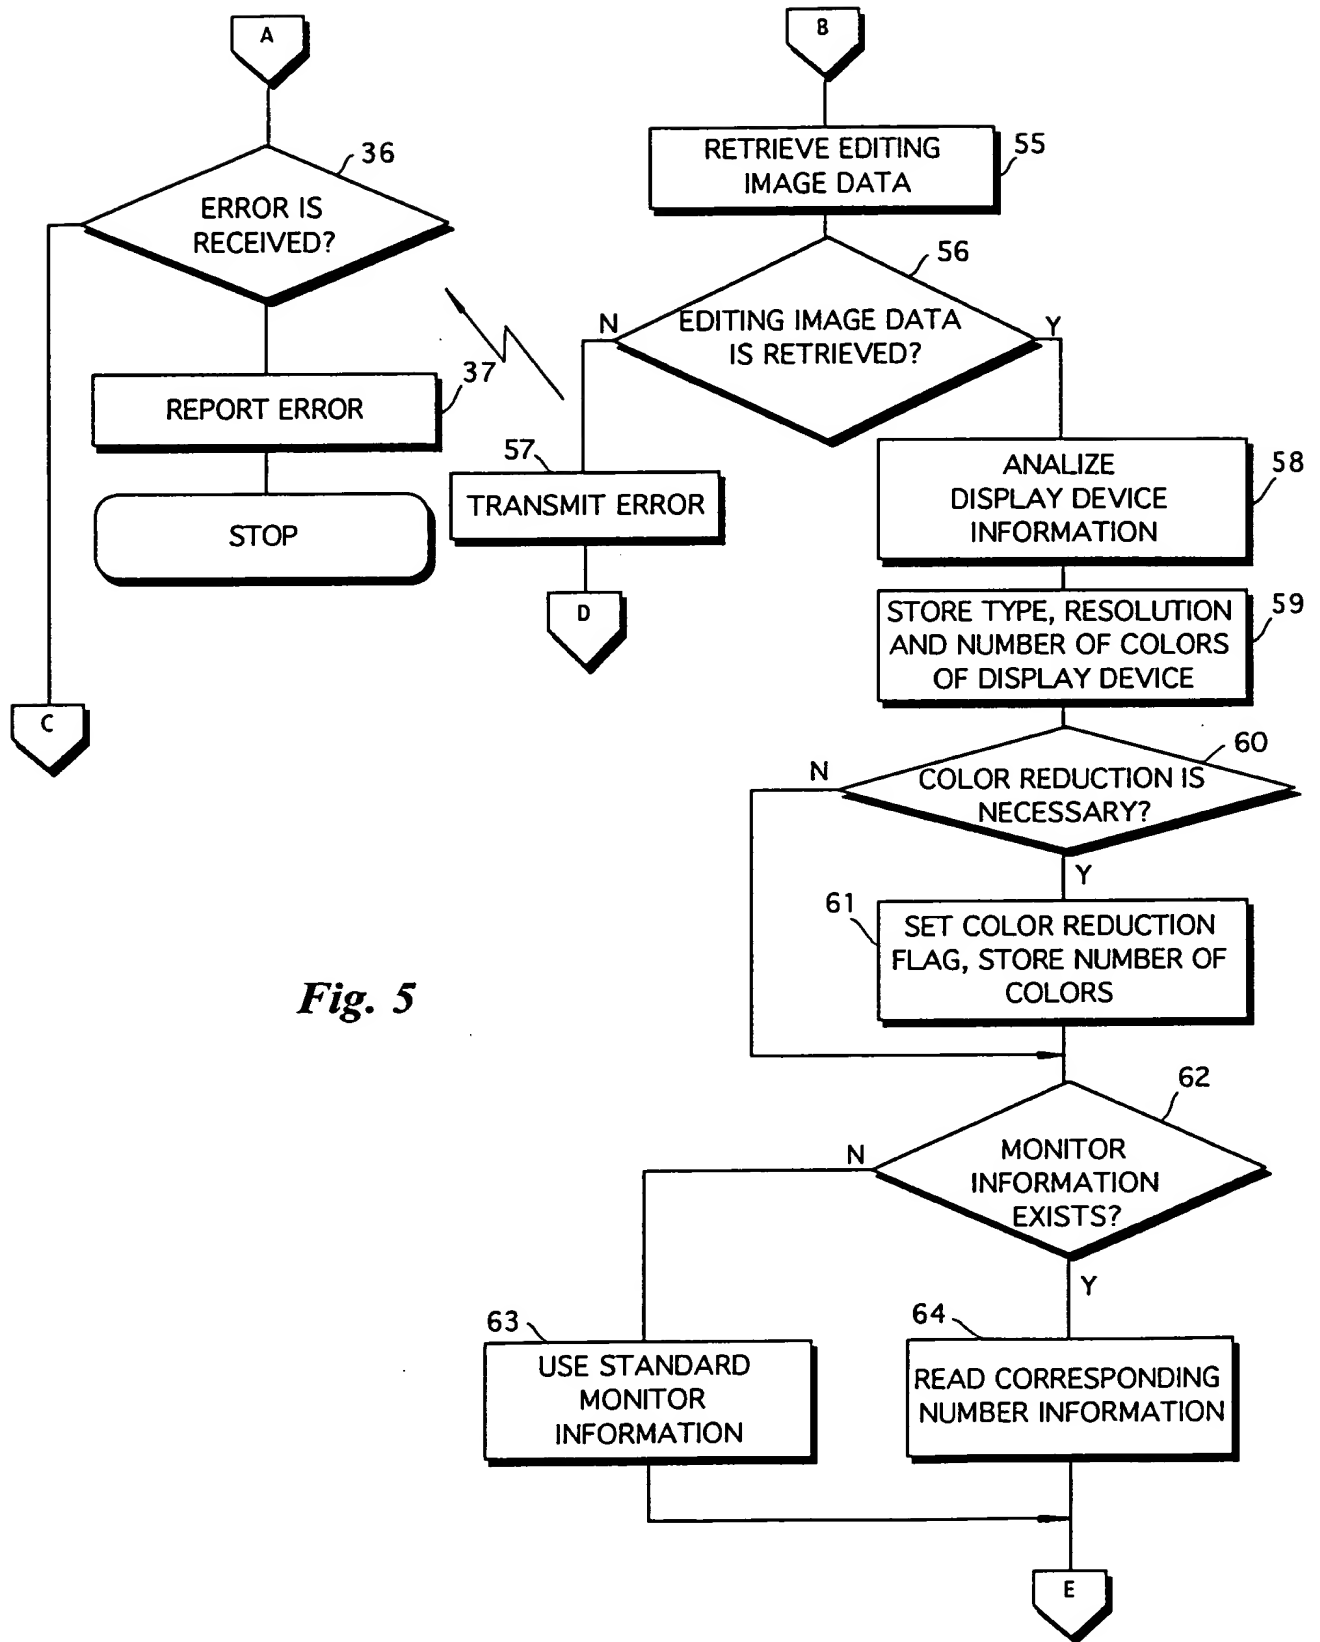 A
36
ERROR IS
RECEIVED?
37
REPORT ERROR
STOP
C
B
RETRIEVE EDITING
IMAGE DATA
55
56
EDITING IMAGE DATA
IS RETRIEVED?
N
Y
57
TRANSMIT ERROR
D
ANALIZE
DISPLAY DEVICE
INFORMATION
58
STORE TYPE, RESOLUTION
AND NUMBER OF COLORS
OF DISPLAY DEVICE
59
60
COLOR REDUCTION IS
NECESSARY?
N
Y
61
SET COLOR REDUCTION
FLAG, STORE NUMBER OF
COLORS
Fig. 5
62
MONITOR
INFORMATION
EXISTS?
N
Y
63
USE STANDARD
MONITOR
INFORMATION
64
READ CORRESPONDING
NUMBER INFORMATION
E